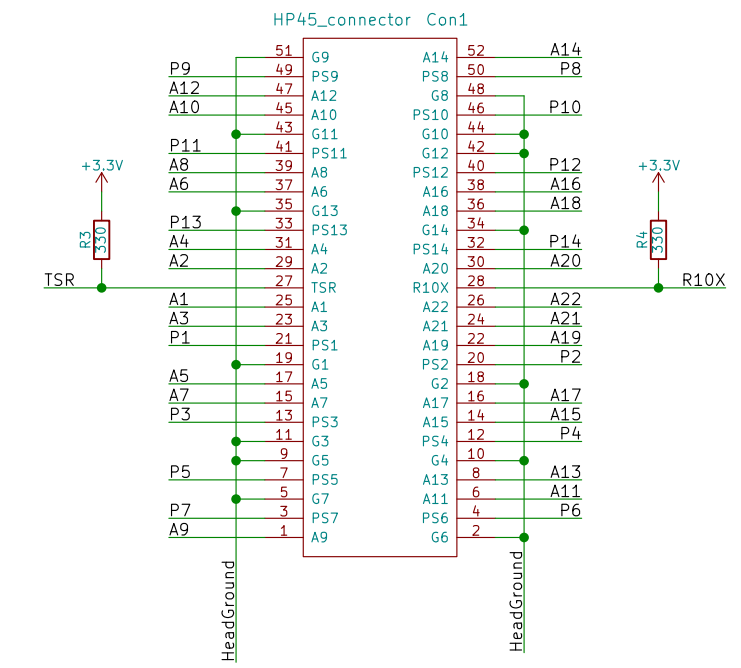 HP45_connector Con1
51 G9 A14 52 A14
P9 49 PS9 PS8 50 P8
A12 47 A12 G8 48
A10 45 A10 PS10 46 P10
43 G11 G10 44
P11 41 PS11 G12 42
A8 39 A8 PS12 40 P12
+3.3V +3.3V
A6 37 A6 A16 38 A16
35 G13 A18 36 A18
P13 33 PS13 G14 34
R3 330 R4 330
A4 31 A4 PS14 32 P14
A2 29 A2 A20 30 A20
TSR 27 TSR R10X 28 R10X
A1 25 A1 A22 26 A22
A3 23 A3 A21 24 A21
P1 21 PS1 A19 22 A19
19 G1 PS2 20 P2
A5 17 A5 G2 18
A7 15 A7 A17 16 A17
P3 13 PS3 A15 14 A15
11 G3 PS4 12 P4
9 G5 G4 10
P5 7 PS5 A13 8 A13
5 G7 A11 6 A11
P7 3 PS7 PS6 4 P6
A9 1 A9 G6 2
HeadGround HeadGround